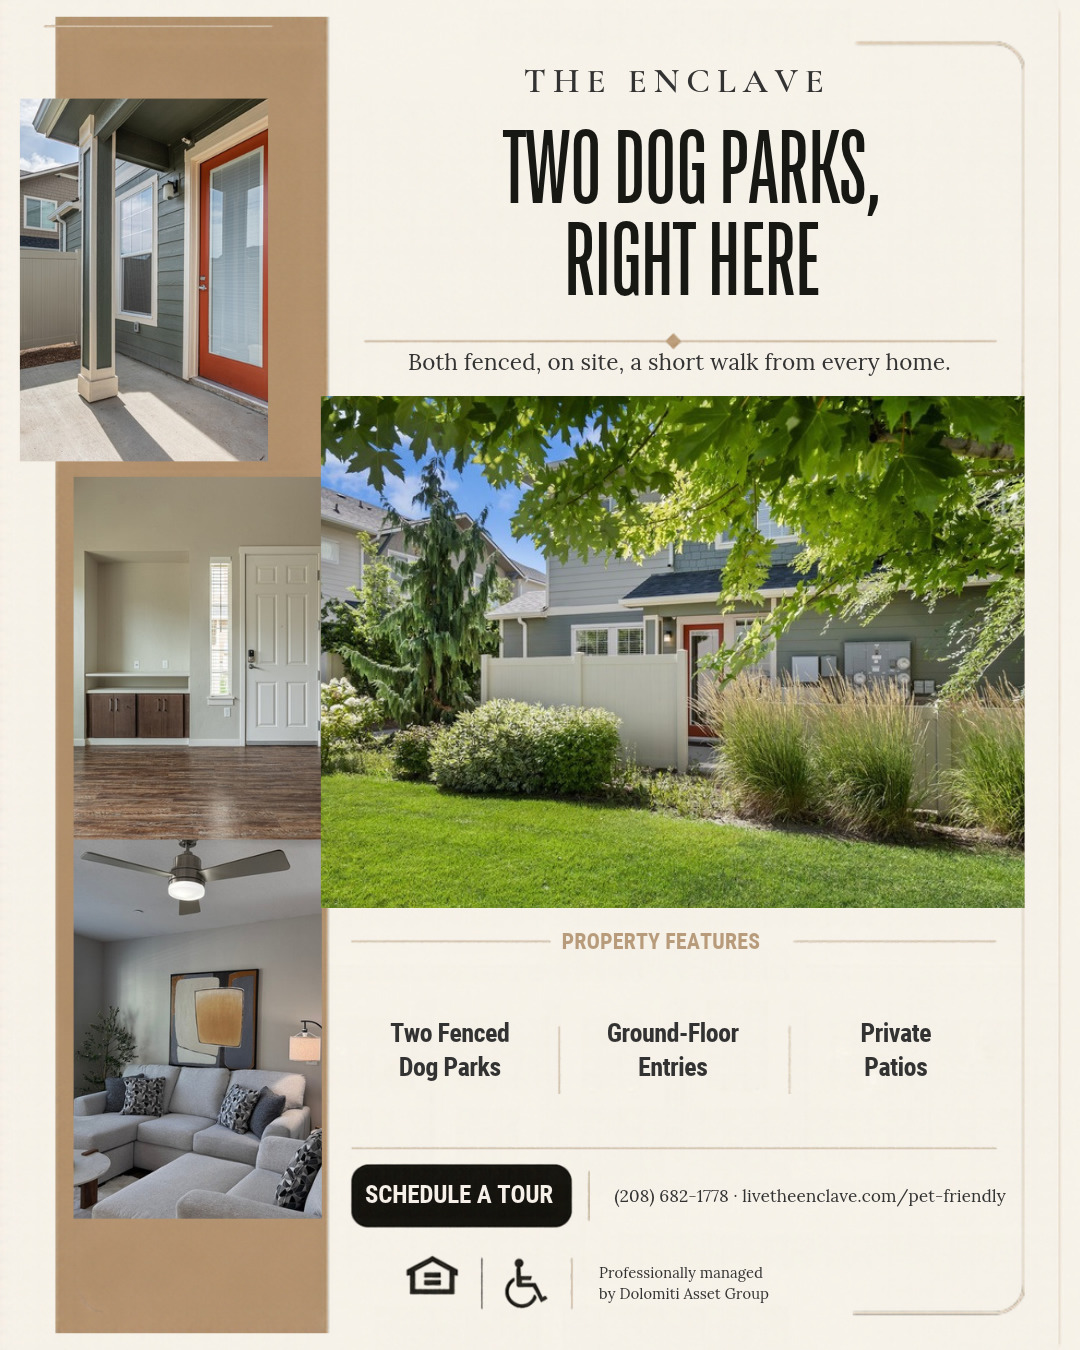 THE ENCLAVE
TWO DOG PARKS,
RIGHT HERE
Both fenced, on site, a short walk from every home.
PROPERTY FEATURES
Two Fenced
Dog Parks
Ground-Floor
Entries
Private
Patios
SCHEDULE A TOUR
(208) 682-1778 · livetheenclave.com/pet-friendly
Professionally managed
by Dolomiti Asset Group